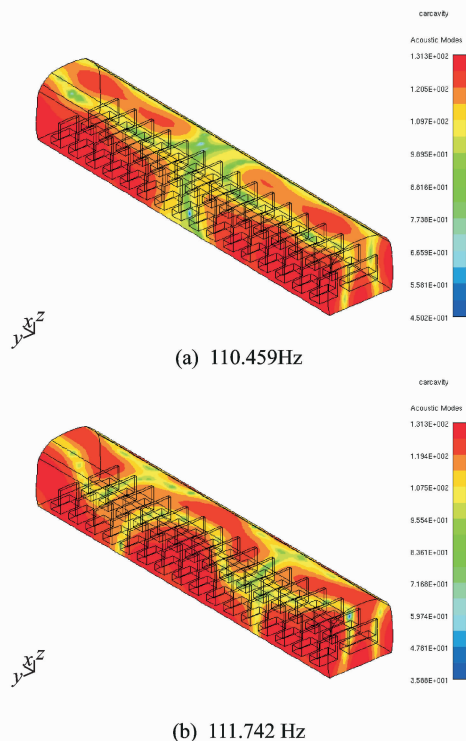 carcavity
Acoustic Modes
1.313E+002
1.205E+002
1.097E+002
9.895E+001
8.816E+001
7.738E+001
6.659E+001
5.581E+001
4.502E+001
x z
y
(a) 110.459Hz
carcavity
Acoustic Modes
1.313E+002
1.194E+002
1.075E+002
9.554E+001
8.361E+001
7.168E+001
5.974E+001
4.781E+001
3.588E+001
x z
y
(b) 111.742 Hz